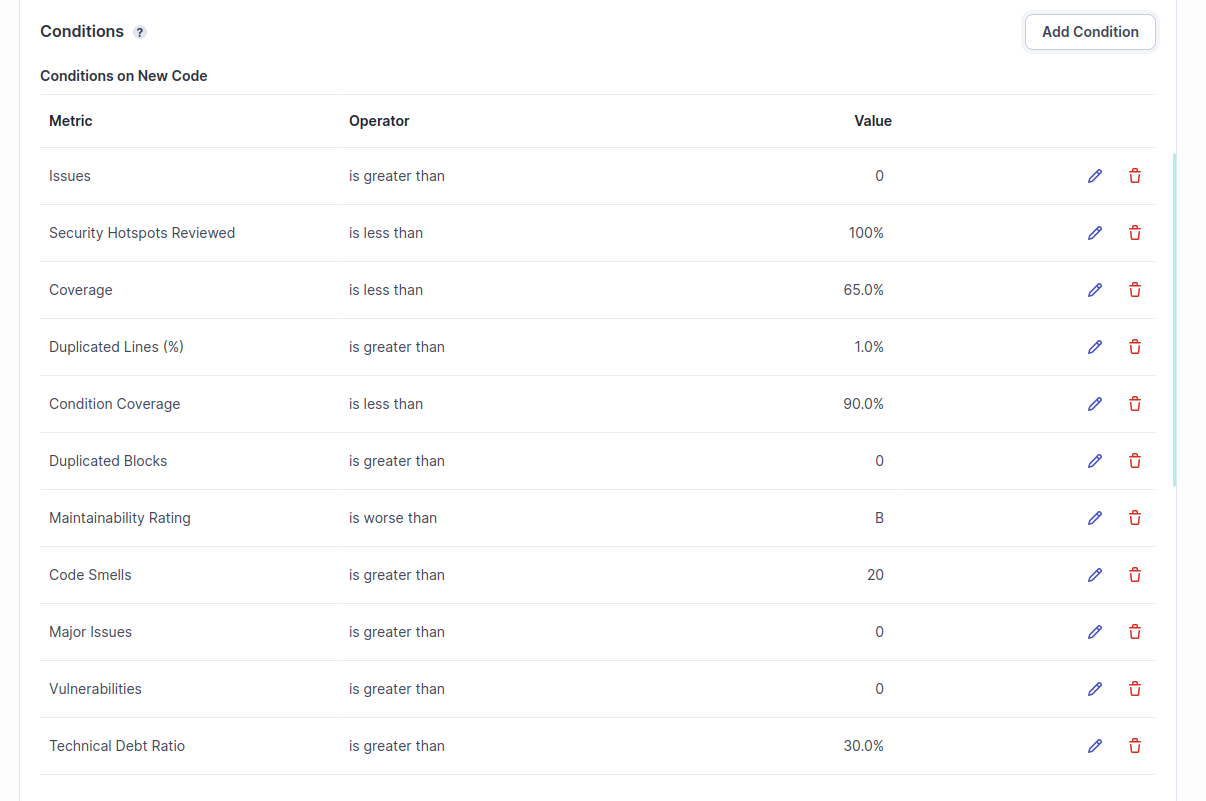 Conditions ?
Add Condition
Conditions on New Code
Metric Operator Value
Issues is greater than 0
Security Hotspots Reviewed is less than 100%
Coverage is less than 65.0%
Duplicated Lines (%) is greater than 1.0%
Condition Coverage is less than 90.0%
Duplicated Blocks is greater than 0
Maintainability Rating is worse than B
Code Smells is greater than 20
Major Issues is greater than 0
Vulnerabilities is greater than 0
Technical Debt Ratio is greater than 30.0%